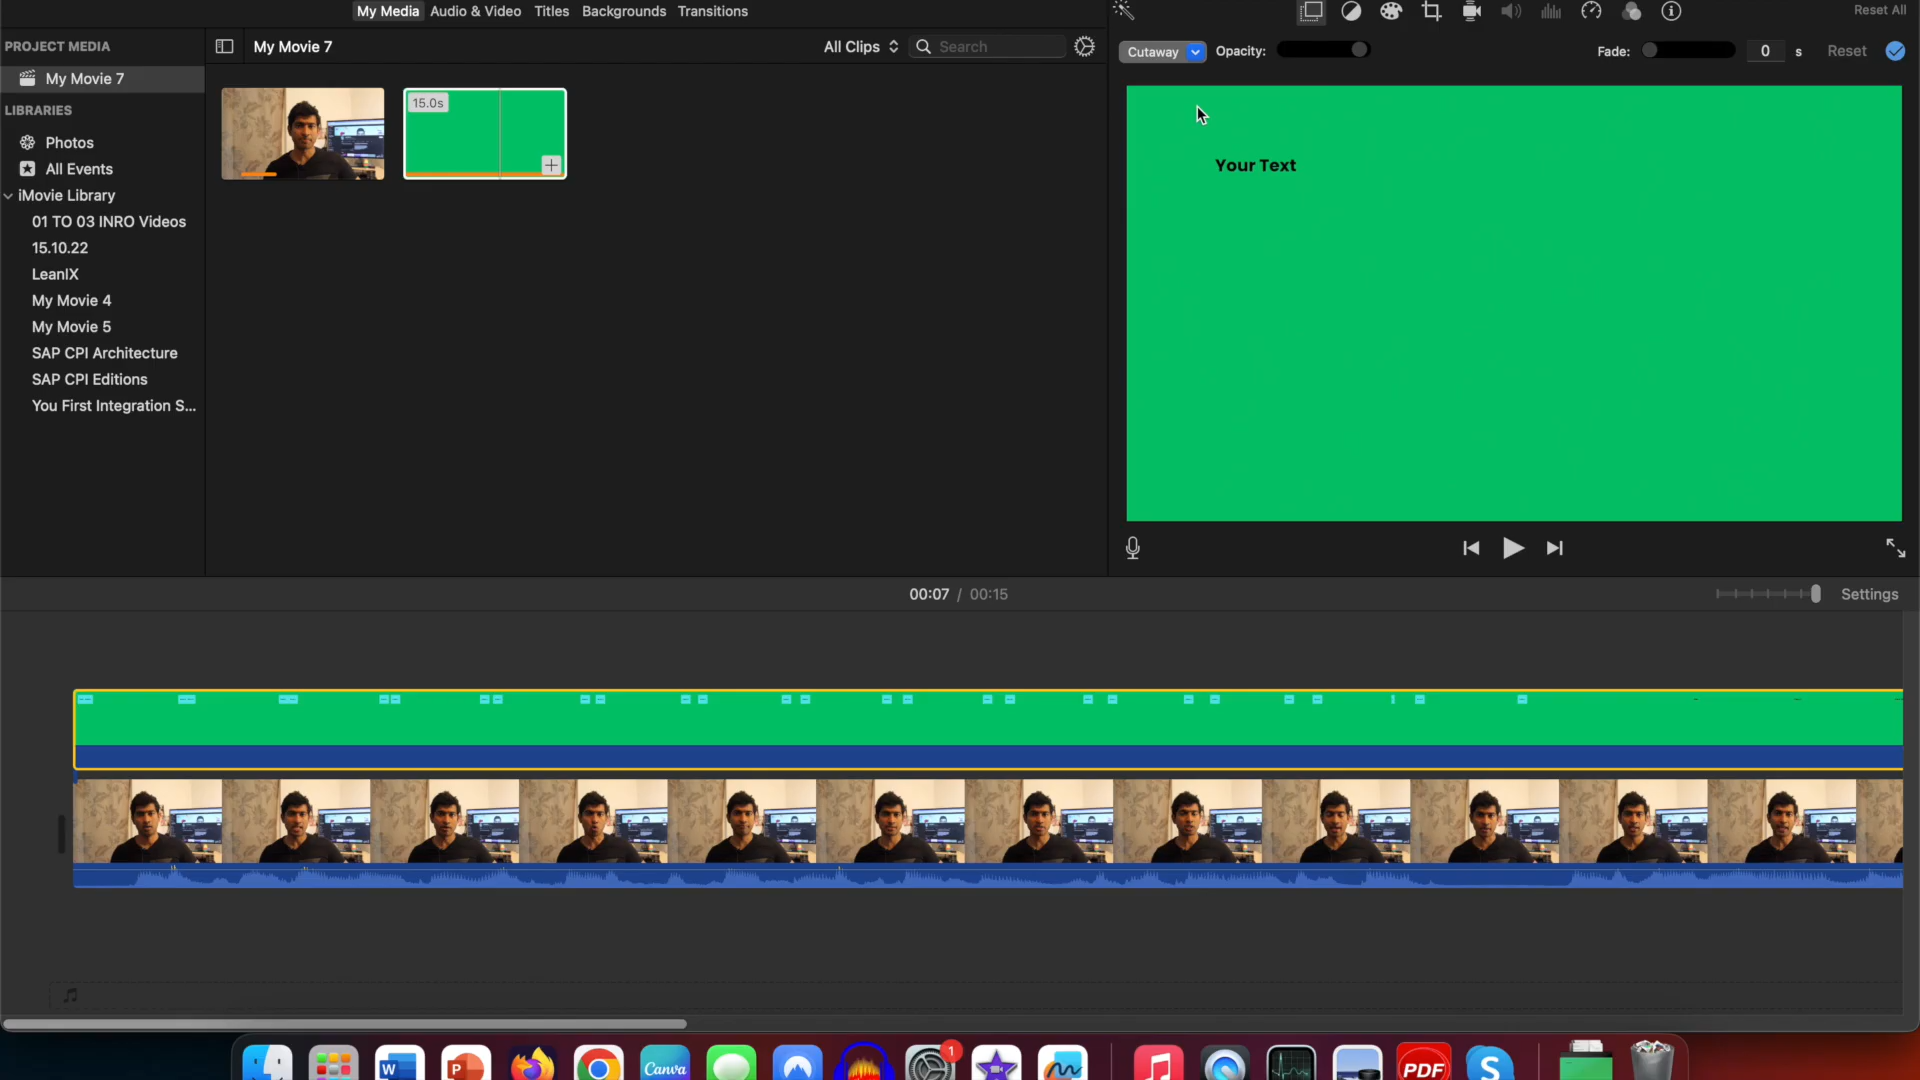 My Media Audio & Video Titles Backgrounds Transitions
Reset All
PROJECT MEDIA
My Movie 7
All Clips
Search
Cutaway
Opacity:
Fade:
0 s
Reset
My Movie 7
LIBRARIES
Photos
All Events
iMovie Library
01 TO 03 INRO Videos
15.10.22
LeanIX
My Movie 4
My Movie 5
SAP CPI Architecture
SAP CPI Editions
You First Integration S...
15.0s
Your Text
00:07 / 00:15
Settings
W
P
Canva
1
PDF
S